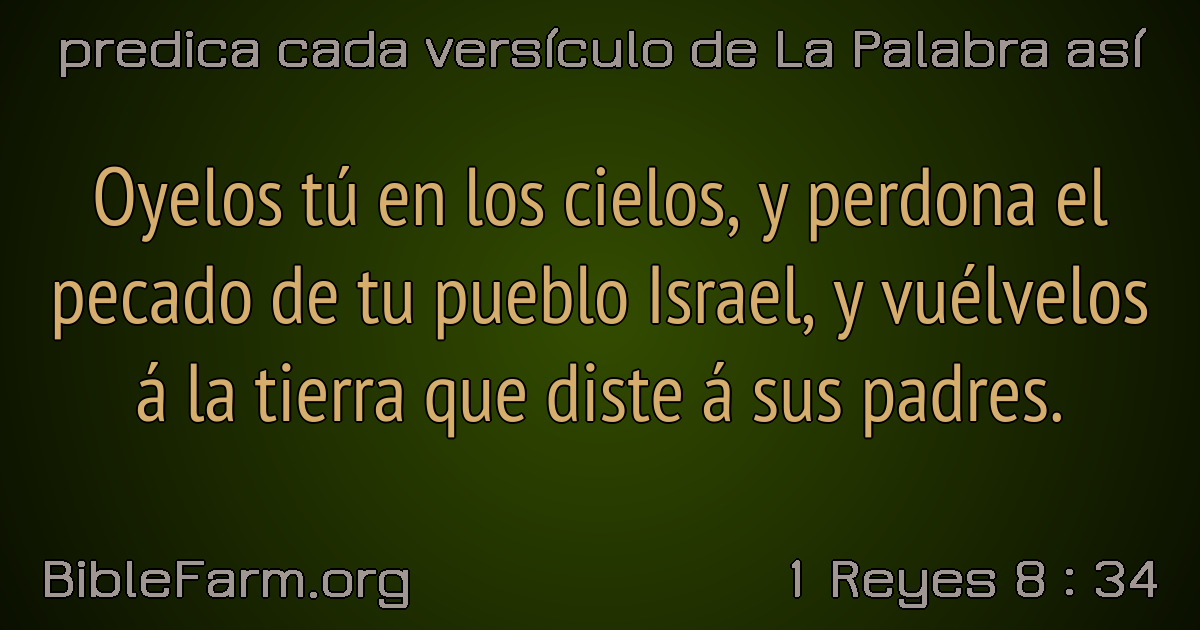 predica cada versículo de La Palabra así
Oyelos tú en los cielos, y perdona el
pecado de tu pueblo Israel, y vuélvelos
á la tierra que diste á sus padres.
BibleFarm.org
1 Reyes 8 : 34